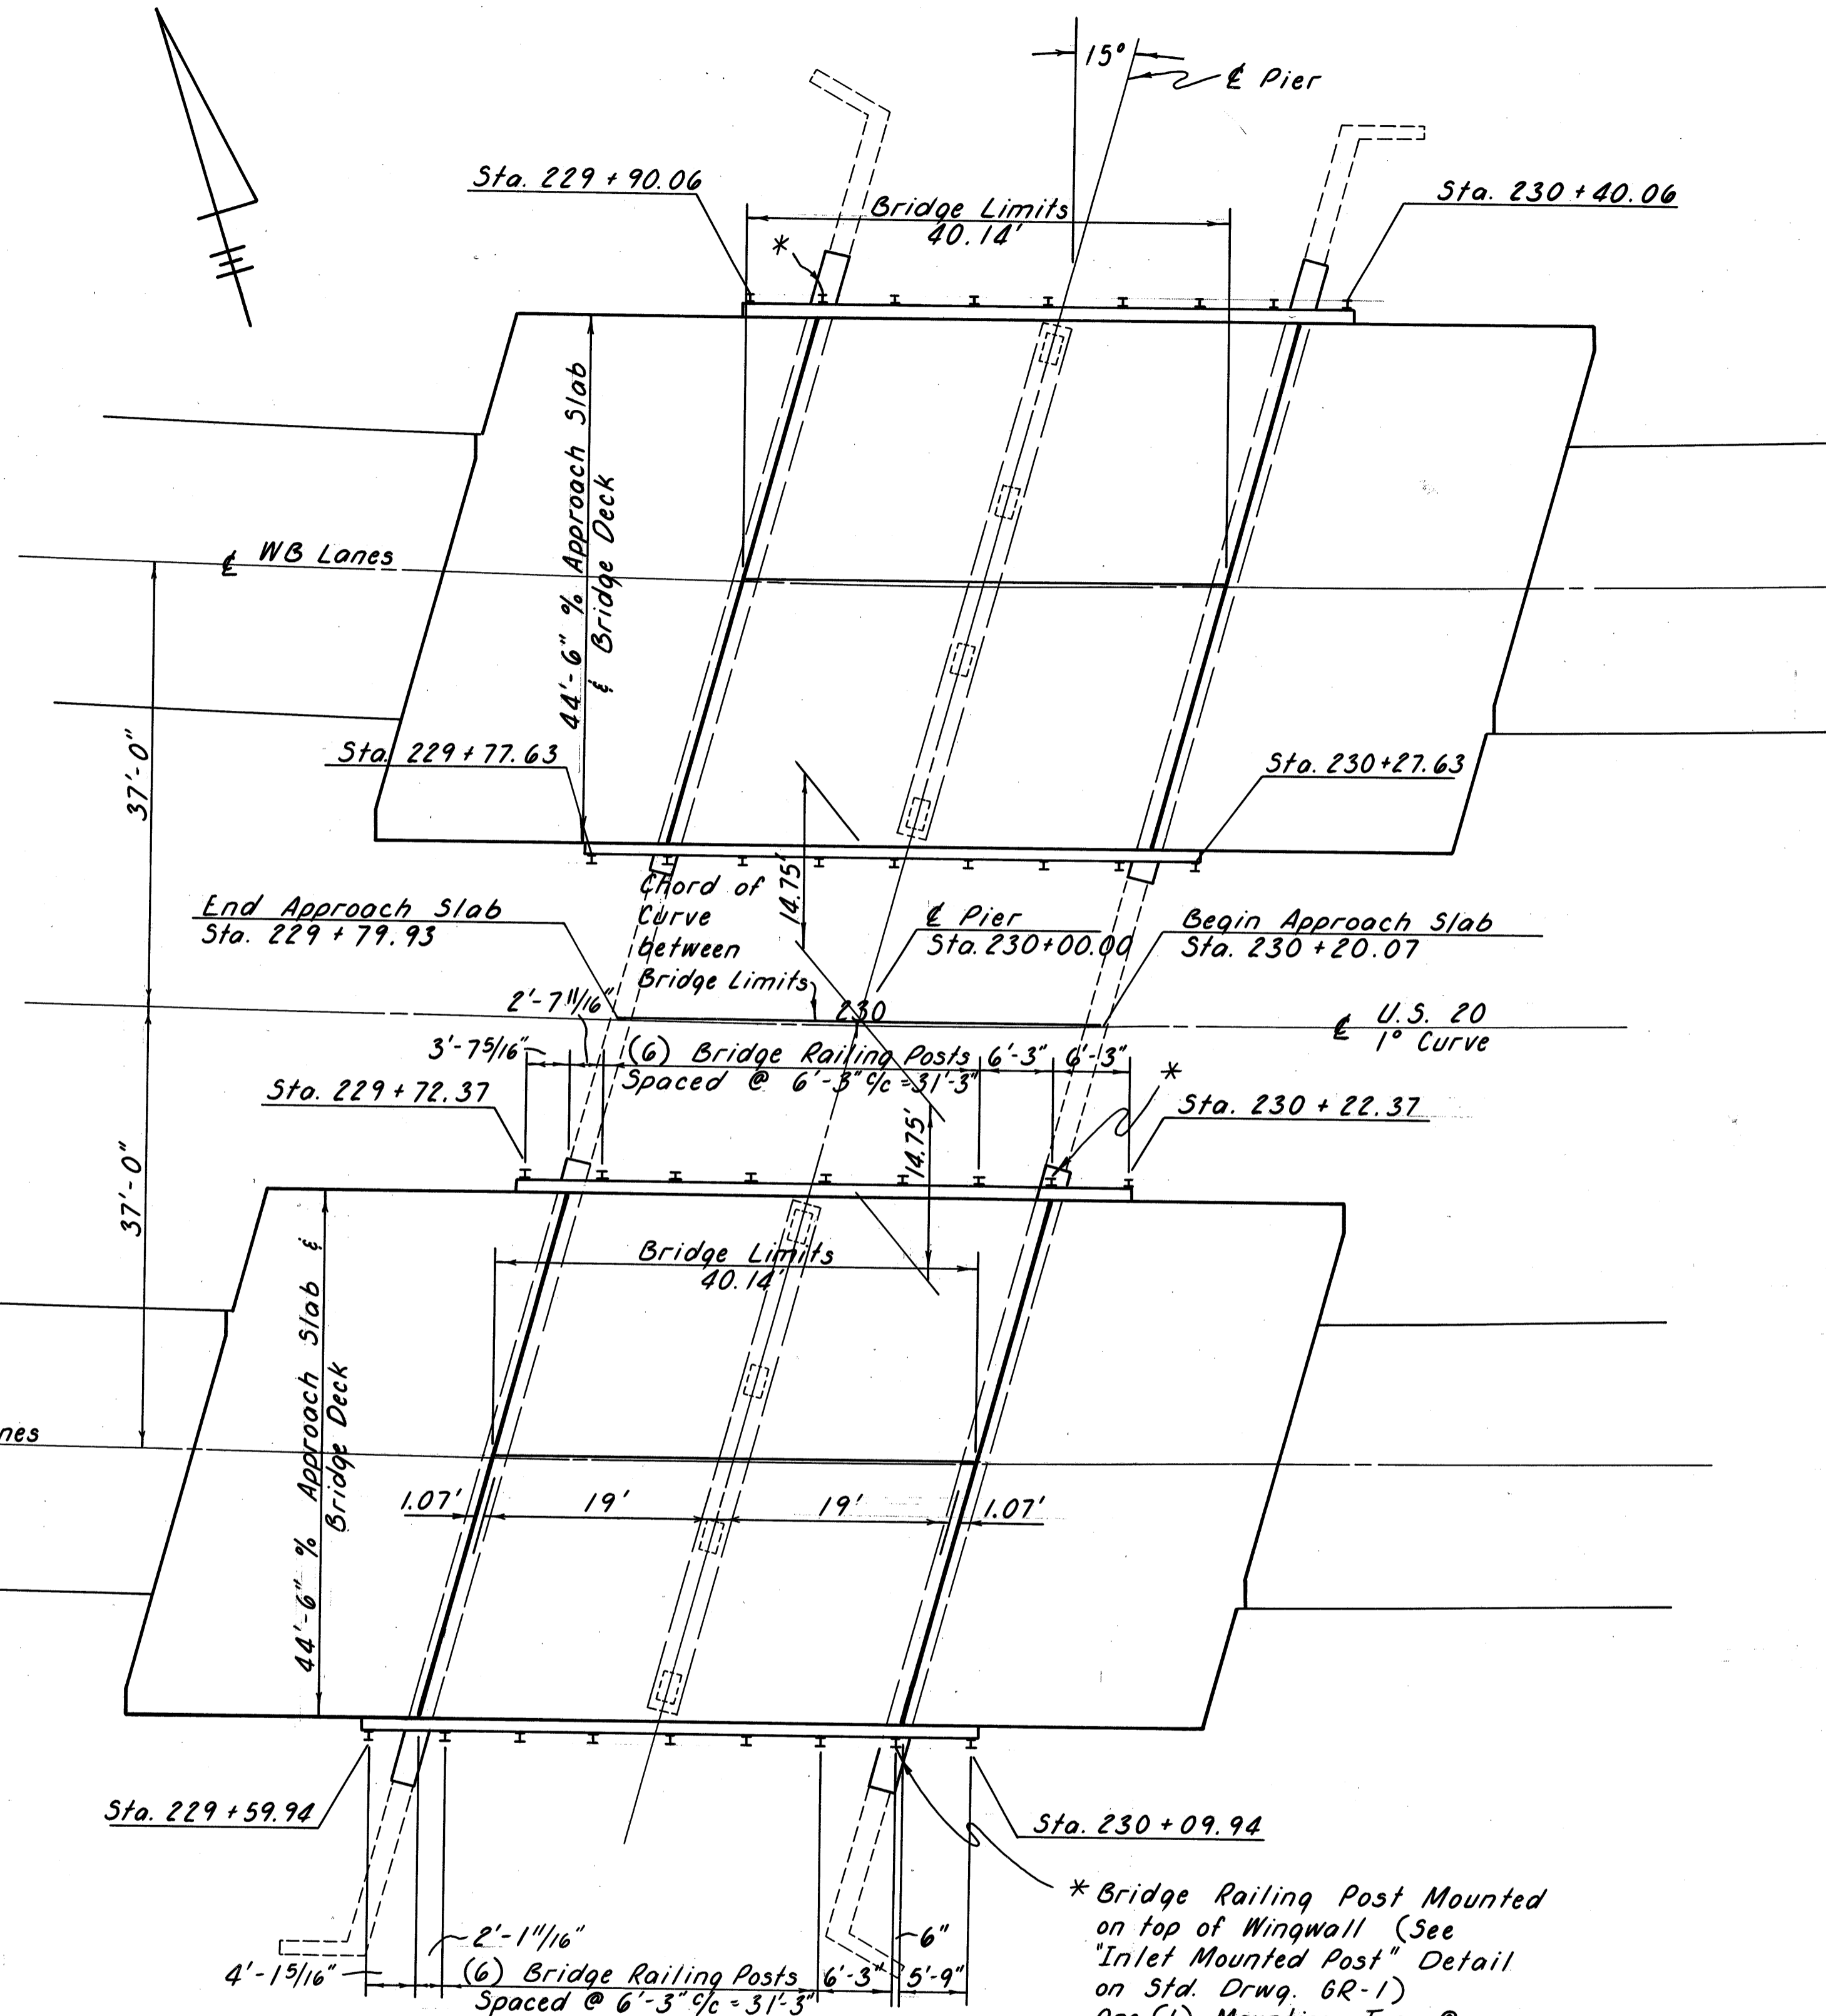 15°
℄ Pier
Sta. 229 + 90.06
Sta. 230 + 40.06
Bridge Limits
40.14'
*
44'-6" % Approach Slab
& Bridge Deck
℄ WB Lanes
37'-0"
Sta. 229 + 77.63
Sta. 230+27.63
14.75'
Chord of
Curve
between
Bridge Limits
End Approach Slab
Sta. 229 + 79.93
℄ Pier
Sta. 230+00.00
Begin Approach Slab
Sta. 230 + 20.07
230
℄ U.S. 20
1° Curve
2'-7 11/16"
3'-7 5/16"
(6) Bridge Railing Posts
Spaced @ 6'-3" c/c = 31'-3"
6'-3"
6'-3"
*
Sta. 229 + 72.37
Sta. 230 + 22.37
14.75'
37'-0"
Bridge Limits
40.14'
44'-6" % Approach Slab &
Bridge Deck
nes
1.07'
19'
19'
1.07'
Sta. 229 +59.94
Sta. 230 + 09.94
2'-1 11/16"
4'-1 5/16"
(6) Bridge Railing Posts
Spaced @ 6'-3" c/c = 31'-3"
6'-3"
6"
5'-9"
* Bridge Railing Post Mounted
on top of Wingwall (See
"Inlet Mounted Post" Detail
on Std. Drwg. GR-1)